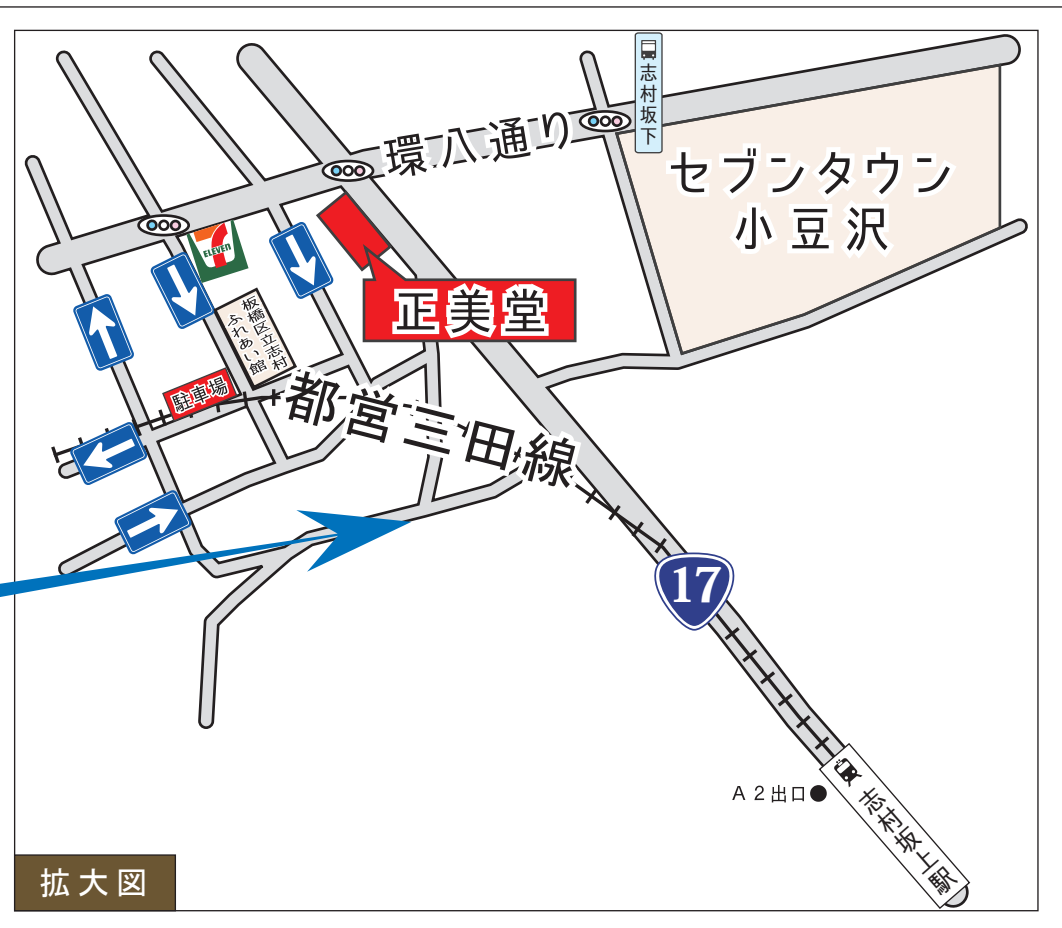 志村坂下
環八通り
セブンタウン
小豆沢
7
ELEVEn
正美堂
板橋区立志村
ふれあい館
駐車場
都営三田線
17
A2出口
志村坂上駅
拡大図